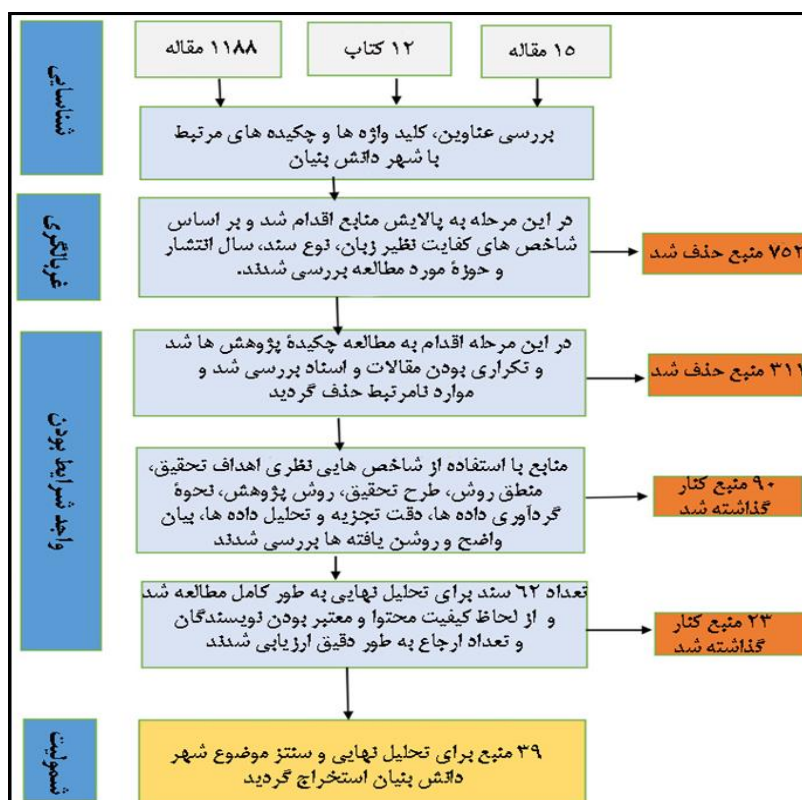 شناسایی
۱۵ مقاله
۱۲ کتاب
۱۱۸۸ مقاله
بررسی عناوین، کلید واژه ها و چکیده های مرتبط
با شهر دانش بنیان
غربالگری
در این مرحله به پالایش منابع اقدام شد و بر اساس
شاخص های کفایت نظیر زبان، نوع سند، سال انتشار
و حوزهٔ مورد مطالعه بررسی شدند.
۷۵۲ منبع حذف شد
واجد شرایط بودن
در این مرحله اقدام به مطالعه چکیدهٔ پژوهش ها شد
و تکراری بودن مقالات و اسناد بررسی شد و
موارد نامرتبط حذف گردید
۳۱۱ منبع حذف شد
منابع با استفاده از شاخص هایی نظری اهداف تحقیق،
منطق روش، طرح تحقیق، روش پژوهش، نحوهٔ
گردآوری داده ها، دقت تجزیه و تحلیل داده ها، بیان
واضح و روشن یافته ها بررسی شدند
۹۰ منبع کنار
گذاشته شد
تعداد ۶۲ سند برای تحلیل نهایی به طور کامل مطالعه شد
و از لحاظ کیفیت محتوا و معتبر بودن نویسندگان
و تعداد ارجاع به طور دقیق ارزیابی شدند
۲۳ منبع کنار
گذاشته شد
شمولیت
۳۹ منبع برای تحلیل نهایی و سنتز موضوع شهر
دانش بنیان استخراج گردید